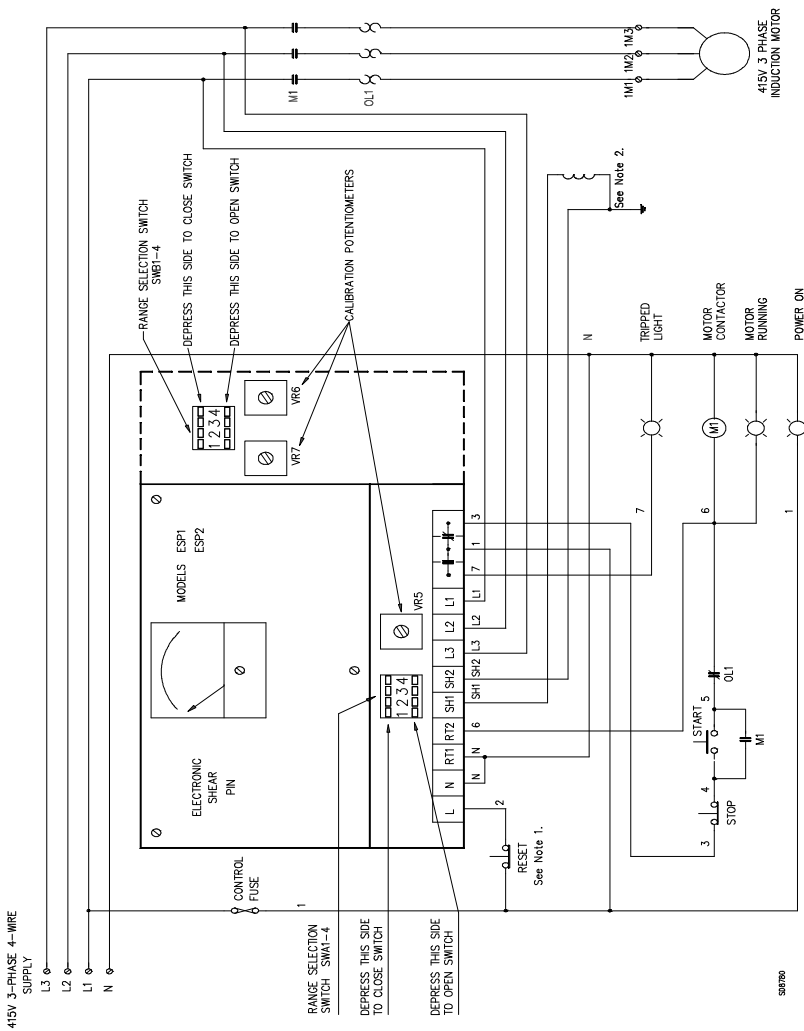 415V 3-PHASE 4-WIRE
SUPPLY
L3
L2
L1
N
CONTROL
FUSE
1
RANGE SELECTION
SWITCH SWA1-4
DEPRESS THIS SIDE
TO CLOSE SWITCH
DEPRESS THIS SIDE
TO OPEN SWITCH
ELECTRONIC
SHEAR
PIN
MODELS ESP1
ESP2
1 2 3 4
VR5
L
N
RT1
RT2
SH1
SH2
L3
L2
L1
2
N
N
6
SH1
SH2
L3
L2
L1
7
1
3
RESET
See Note 1.
RANGE SELECTION SWITCH
SWB1-4
DEPRESS THIS SIDE TO CLOSE SWITCH
DEPRESS THIS SIDE TO OPEN SWITCH
1 2 3 4
VR7
VR6
CALIBRATION POTENTIOMETERS
M1
OL1
1M1
1M2
1M3
415V 3 PHASE
INDUCTION MOTOR
See Note 2.
N
3
STOP
4
START
M1
5
OL1
6
7
1
M1
TRIPPED
LIGHT
MOTOR
CONTACTOR
MOTOR
RUNNING
POWER ON
S08780